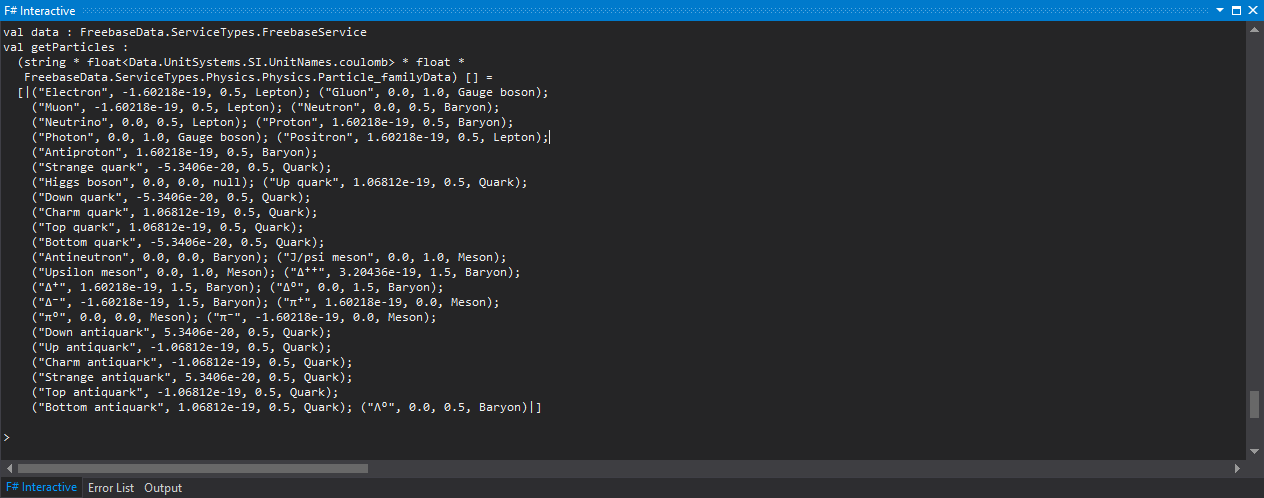 F# Interactive
val data : FreebaseData.ServiceTypes.FreebaseService
val getParticles :
  (string * float<Data.UnitSystems.SI.UnitNames.coulomb> * float *
   FreebaseData.ServiceTypes.Physics.Physics.Particle_familyData) [] =
  [|("Electron", -1.60218e-19, 0.5, Lepton); ("Gluon", 0.0, 1.0, Gauge boson);
    ("Muon", -1.60218e-19, 0.5, Lepton); ("Neutron", 0.0, 0.5, Baryon);
    ("Neutrino", 0.0, 0.5, Lepton); ("Proton", 1.60218e-19, 0.5, Baryon);
    ("Photon", 0.0, 1.0, Gauge boson); ("Positron", 1.60218e-19, 0.5, Lepton);
    ("Antiproton", 1.60218e-19, 0.5, Baryon);
    ("Strange quark", -5.3406e-20, 0.5, Quark);
    ("Higgs boson", 0.0, 0.0, null); ("Up quark", 1.06812e-19, 0.5, Quark);
    ("Down quark", -5.3406e-20, 0.5, Quark);
    ("Charm quark", 1.06812e-19, 0.5, Quark);
    ("Top quark", 1.06812e-19, 0.5, Quark);
    ("Bottom quark", -5.3406e-20, 0.5, Quark);
    ("Antineutron", 0.0, 0.0, Baryon); ("J/psi meson", 0.0, 1.0, Meson);
    ("Upsilon meson", 0.0, 1.0, Meson); ("Δ⁺⁺", 3.20436e-19, 1.5, Baryon);
    ("Δ⁺", 1.60218e-19, 1.5, Baryon); ("Δ⁰", 0.0, 1.5, Baryon);
    ("Δ⁻", -1.60218e-19, 1.5, Baryon); ("π⁺", 1.60218e-19, 0.0, Meson);
    ("π⁰", 0.0, 0.0, Meson); ("π⁻", -1.60218e-19, 0.0, Meson);
    ("Down antiquark", 5.3406e-20, 0.5, Quark);
    ("Up antiquark", -1.06812e-19, 0.5, Quark);
    ("Charm antiquark", -1.06812e-19, 0.5, Quark);
    ("Strange antiquark", 5.3406e-20, 0.5, Quark);
    ("Top antiquark", -1.06812e-19, 0.5, Quark);
    ("Bottom antiquark", 1.06812e-19, 0.5, Quark); ("Λ⁰", 0.0, 0.5, Baryon)|]
>
F# Interactive Error List Output